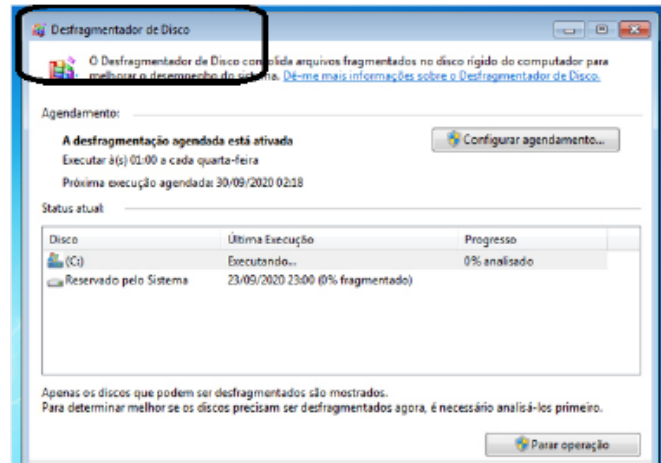 Desfragmentador de Disco
O Desfragmentador de Disco consolida arquivos fragmentados no disco rígido do computador para
melhorar o desempenho do sistema. Dê-me mais informações sobre o Desfragmentador de Disco.
Agendamento:
A desfragmentação agendada está ativada
Configurar agendamento...
Executar à(s) 01:00 a cada quarta-feira
Próxima execução agendada: 30/09/2020 02:18
Status atual:
Disco Última Execução Progresso
(C:) Executando... 0% analisado
Reservado pelo Sistema 23/09/2020 23:00 (0% fragmentado)
Apenas os discos que podem ser desfragmentados são mostrados.
Para determinar melhor se os discos precisam ser desfragmentados agora, é necessário analisá-los primeiro.
Parar operação